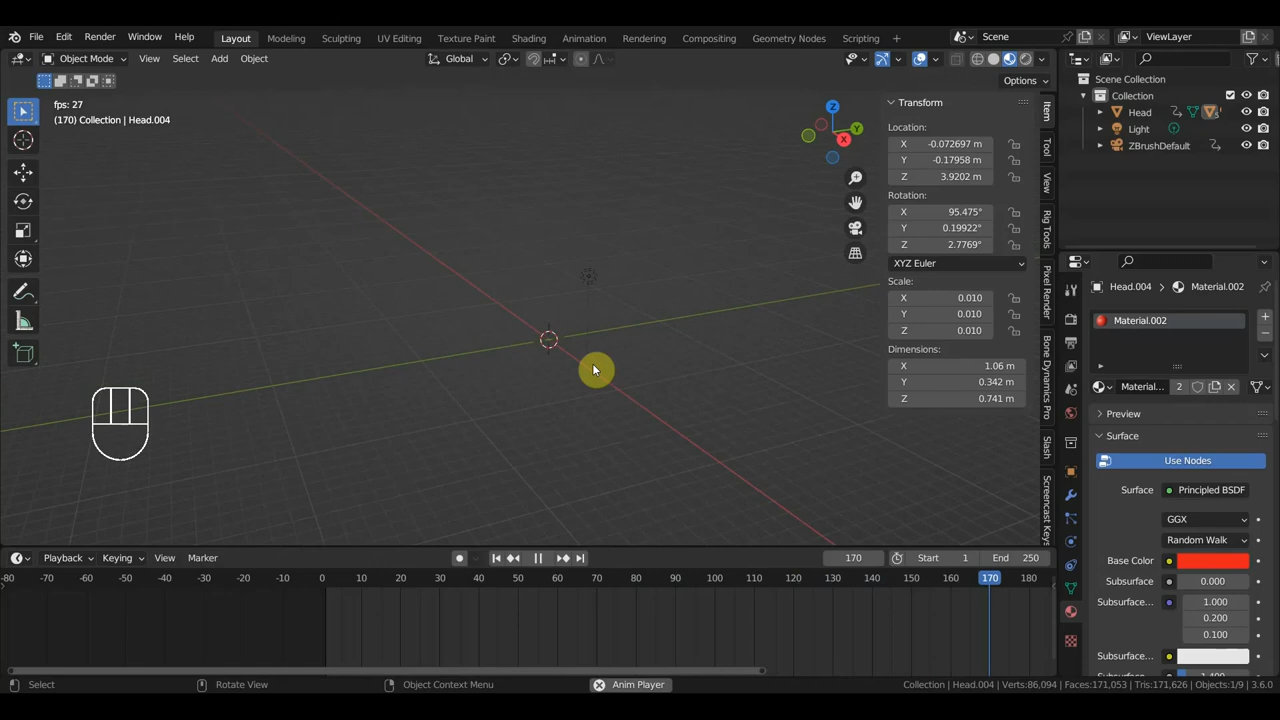 File Edit Render Window Help Layout Modeling Sculpting UV Editing Texture Paint Shading Animation Rendering Compositing Geometry Nodes Scripting + Scene ViewLayer
Object Mode View Select Add Object Global
Options
fps: 27
(170) Collection | Head.004
Z
Y
X
Transform
Location:
X -0.072697 m
Y -0.17958 m
Z 3.9202 m
Rotation:
X 95.475°
Y 0.19922°
Z 2.7769°
XYZ Euler
Scale:
X 0.010
Y 0.010
Z 0.010
Dimensions:
X 1.06 m
Y 0.342 m
Z 0.741 m
Item
Tool
View
Rig Tools
Pixel Render
Bone Dynamics Pro
Slash
Screencast Keys
Scene Collection
Collection
Head
5
Light
ZBrushDefault
Head.004 > Material.002
Material.002
Material... 2
Preview
Surface
Use Nodes
Surface Principled BSDF
GGX
Random Walk
Base Color
Subsurface 0.000
Subsurface... 1.000
0.200
0.100
Subsurface...
Playback Keying View Marker 170 Start 1 End 250
-80 -70 -60 -50 -40 -30 -20 -10 0 10 20 30 40 50 60 70 80 90 100 110 120 130 140 150 160 170 180
Select Rotate View Object Context Menu Anim Player Collection | Head.004 | Verts:86,094 | Faces:171,053 | Tris:171,626 | Objects:1/9 | 3.6.0